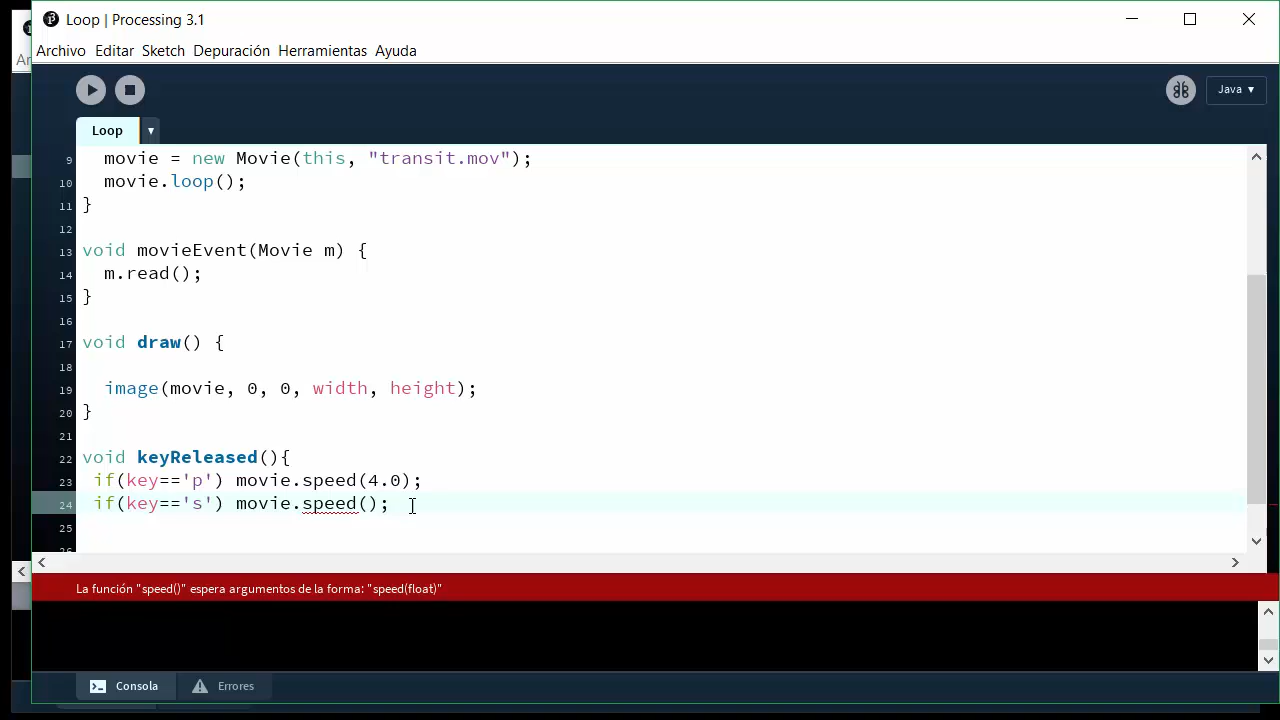 Loop | Processing 3.1
Archivo Editar Sketch Depuración Herramientas Ayuda
Java ▾
Loop
9 movie = new Movie(this, "transit.mov");
10 movie.loop();
11 }
12
13 void movieEvent(Movie m) {
14 m.read();
15 }
16
17 void draw() {
18
19 image(movie, 0, 0, width, height);
20 }
21
22 void keyReleased(){
23 if(key=='p') movie.speed(4.0);
24 if(key=='s') movie.speed();
25
26
La función "speed()" espera argumentos de la forma: "speed(float)"
Consola Errores